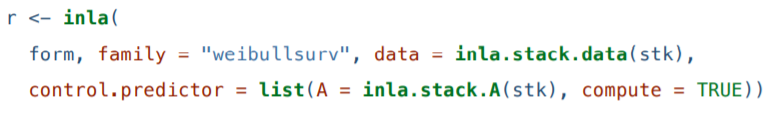 r <- inla(
  form, family = "weibullsurv", data = inla.stack.data(stk),
  control.predictor = list(A = inla.stack.A(stk), compute = TRUE))